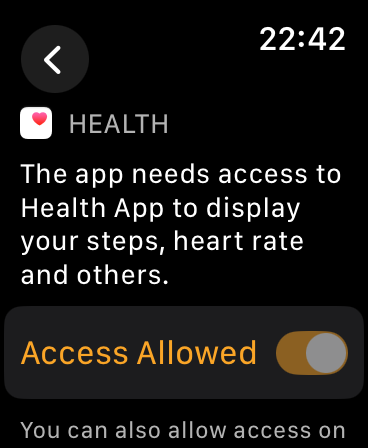 22:42
HEALTH
The app needs access to
Health App to display
your steps, heart rate
and others.
Access Allowed
You can also allow access on